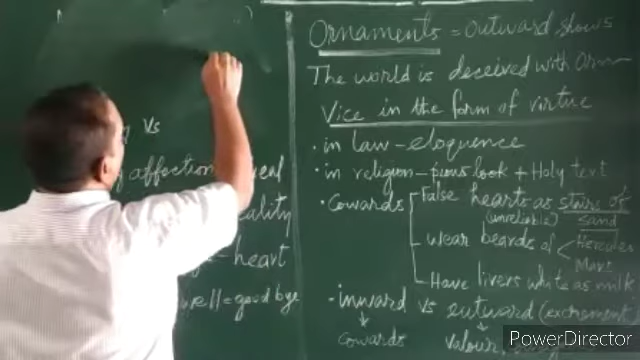 Vs
affection
heart
well = good bye
Ornaments = Outward shows
The world is deceived with Orn
Vice in the form of virtue
• in law - eloquence
• in religion - pious look + Holy text
• Cowards
False hearts as stairs of sand
(unreliable)
wear beards of
Hercules
Mars
Have livers white as milk
• inward vs outward (excrement
cowards
valour
PowerDirector